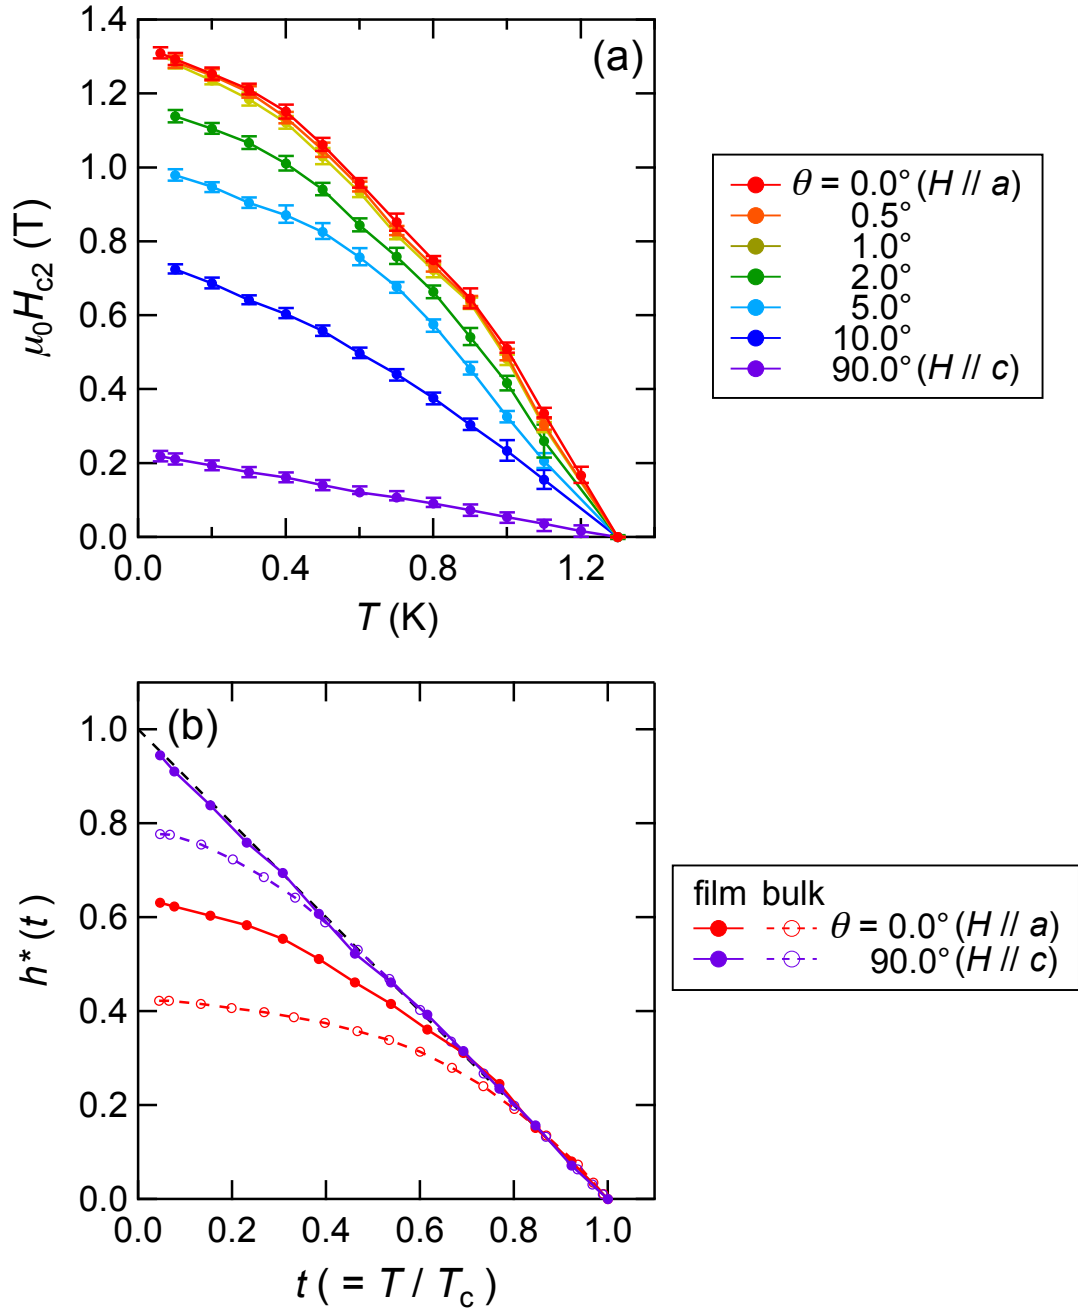 1.4
1.2
1.0
0.8
0.6
0.4
0.2
0.0
μ0Hc2 (T)
(a)
0.0 0.4 0.8 1.2
T (K)
θ = 0.0° (H // a)
0.5°
1.0°
2.0°
5.0°
10.0°
90.0° (H // c)
(b)
1.0
0.8
0.6
0.4
0.2
0.0
h* (t)
0.0 0.2 0.4 0.6 0.8 1.0
t ( = T / Tc )
film bulk
θ = 0.0° (H // a)
90.0° (H // c)